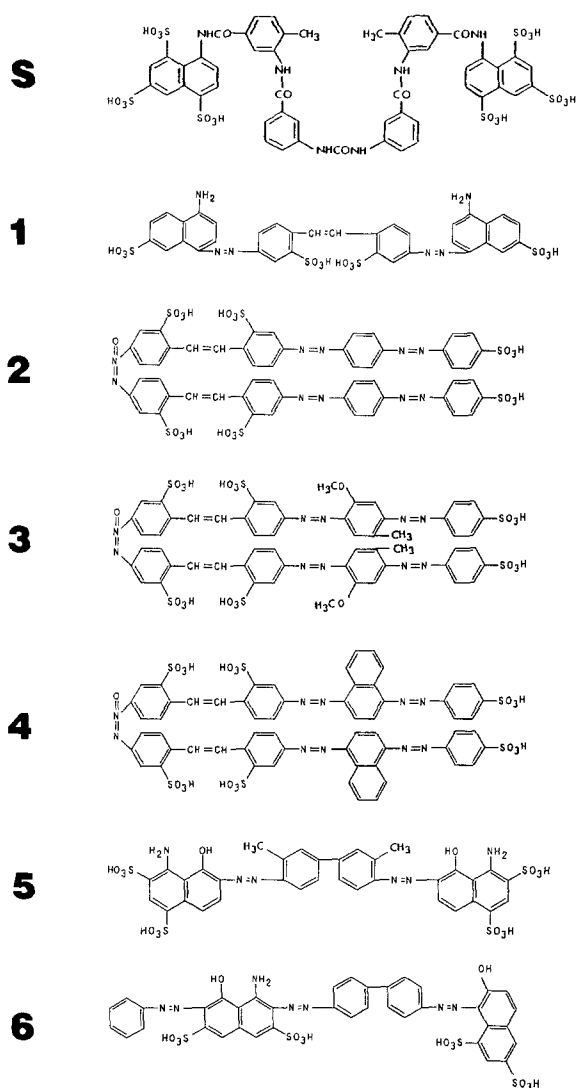 HO₃S NHCO CH₃ CH₃ CONH SO₃H
S
HO₃S SO₃H NH NH SO₃H SO₃H
CO CO
NHCONH
NH₂ H₂N
1
CH=CH
HO₃S N=N SO₃H HO₃S N=N SO₃H
SO₃H HO₃S
O
N CH=CH N=N N=N SO₃H
2
N CH=CH N=N N=N SO₃H
SO₃H HO₃S
SO₃H HO₃S H₃CO
O
N CH=CH N=N N=N SO₃H
3
CH₃
CH₃
N CH=CH N=N N=N SO₃H
SO₃H HO₃S H₃CO
SO₃H HO₃S
O
N CH=CH N=N N=N SO₃H
4
N CH=CH N=N N=N SO₃H
SO₃H HO₃S
H₂N OH H₃C CH₃ HO NH₂
HO₃S SO₃H
5
N=N N=N
HO₃S SO₃H
HO NH₂ OH
N=N N=N N=N
6
HO₃S SO₃H HO₃S
SO₃H